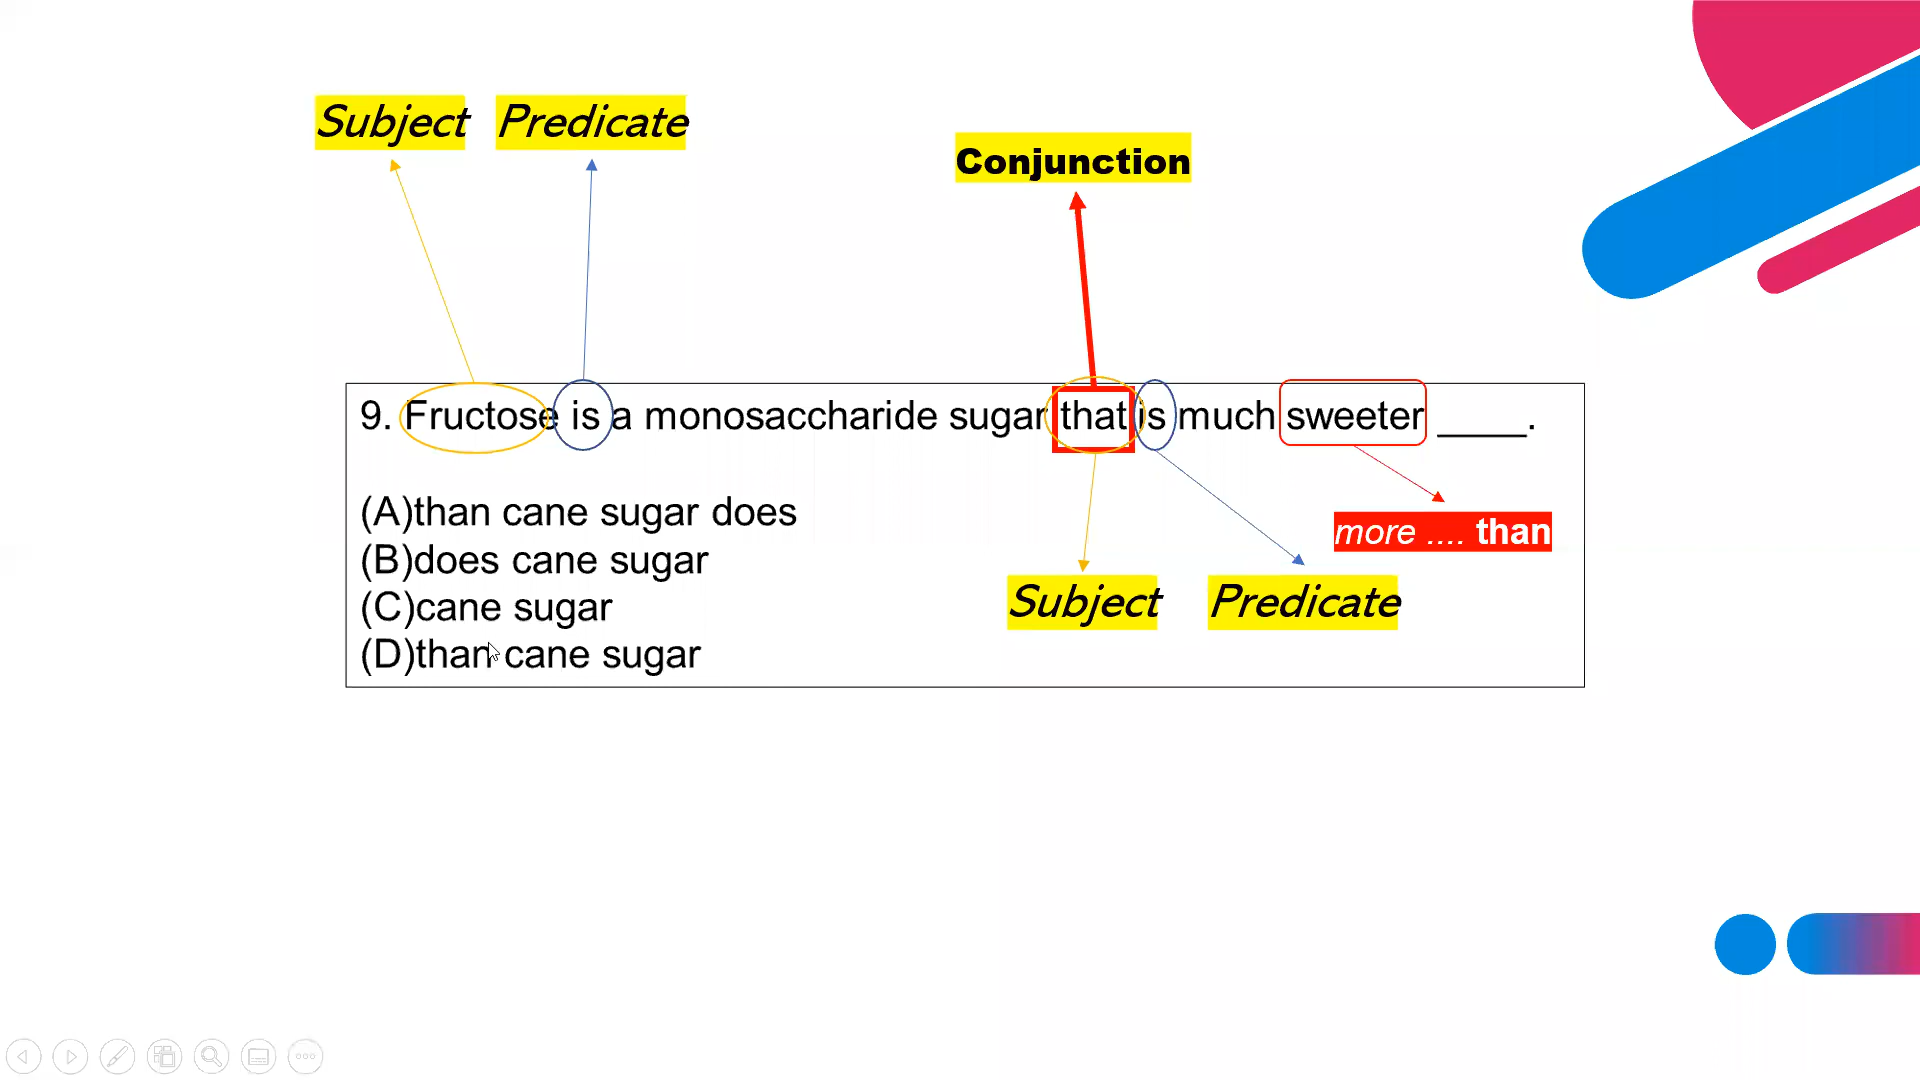 Subject Predicate
Conjunction
9. Fructose is a monosaccharide sugar that is much sweeter ____.
(A)than cane sugar does
more .... than
(B)does cane sugar
(C)cane sugar
Subject Predicate
(D)than cane sugar